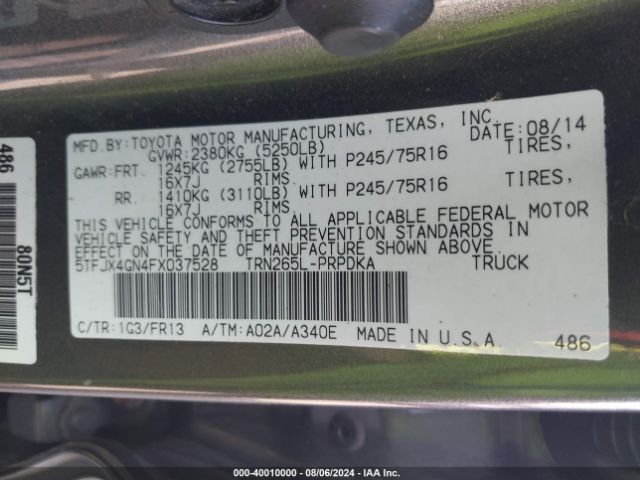 MFD.BY:TOYOTA MOTOR MANUFACTURING, TEXAS, INC. DATE:08/14
GVWR:2380KG (5250LB)
GAWR:FRT. 1245KG (2755LB) WITH P245/75R16 TIRES,
16X7J RIMS
RR. 1410KG (3110LB) WITH P245/75R16 TIRES,
16X7J RIMS
THIS VEHICLE CONFORMS TO ALL APPLICABLE FEDERAL MOTOR
VEHICLE SAFETY AND THEFT PREVENTION STANDARDS IN
EFFECT ON THE DATE OF MANUFACTURE SHOWN ABOVE.
5TFJX4GN4FX037528 TRN265L-PRPDKA TRUCK
C/TR:1G3/FR13 A/TM:A02A/A340E MADE IN U.S.A. 486
486
80N5T
000-40010000 - 08/06/2024 - IAA Inc.